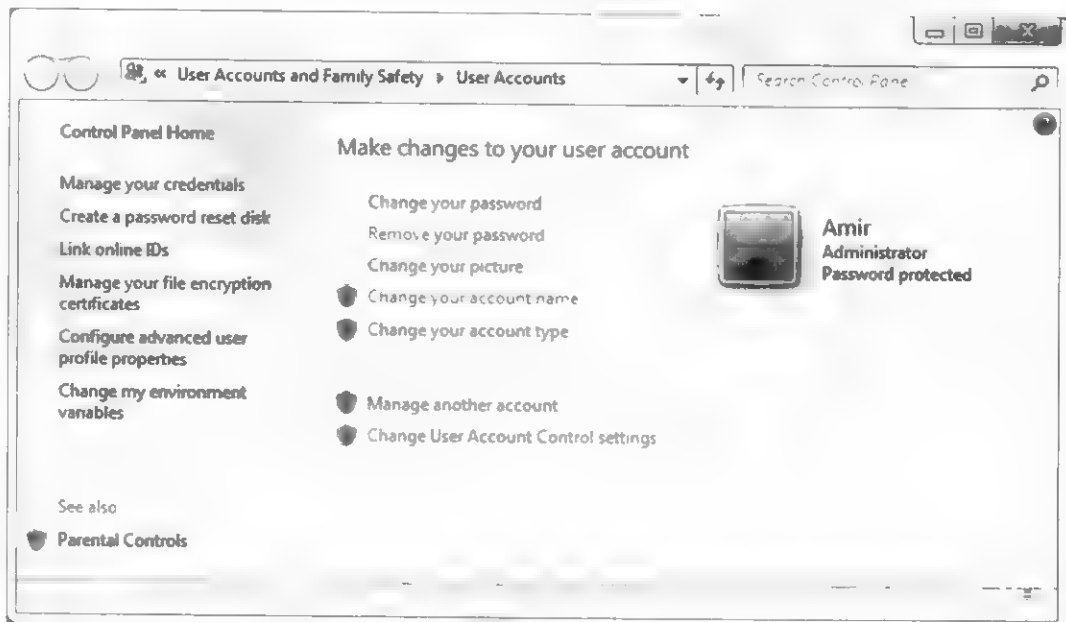 « User Accounts and Family Safety ▸ User Accounts
Search Control Panel
Control Panel Home
Make changes to your user account
Manage your credentials
Create a password reset disk
Link online IDs
Manage your file encryption
certificates
Configure advanced user
profile properties
Change my environment
variables
Change your password
Remove your password
Change your picture
Change your account name
Change your account type
Manage another account
Change User Account Control settings
Amir
Administrator
Password protected
See also
Parental Controls